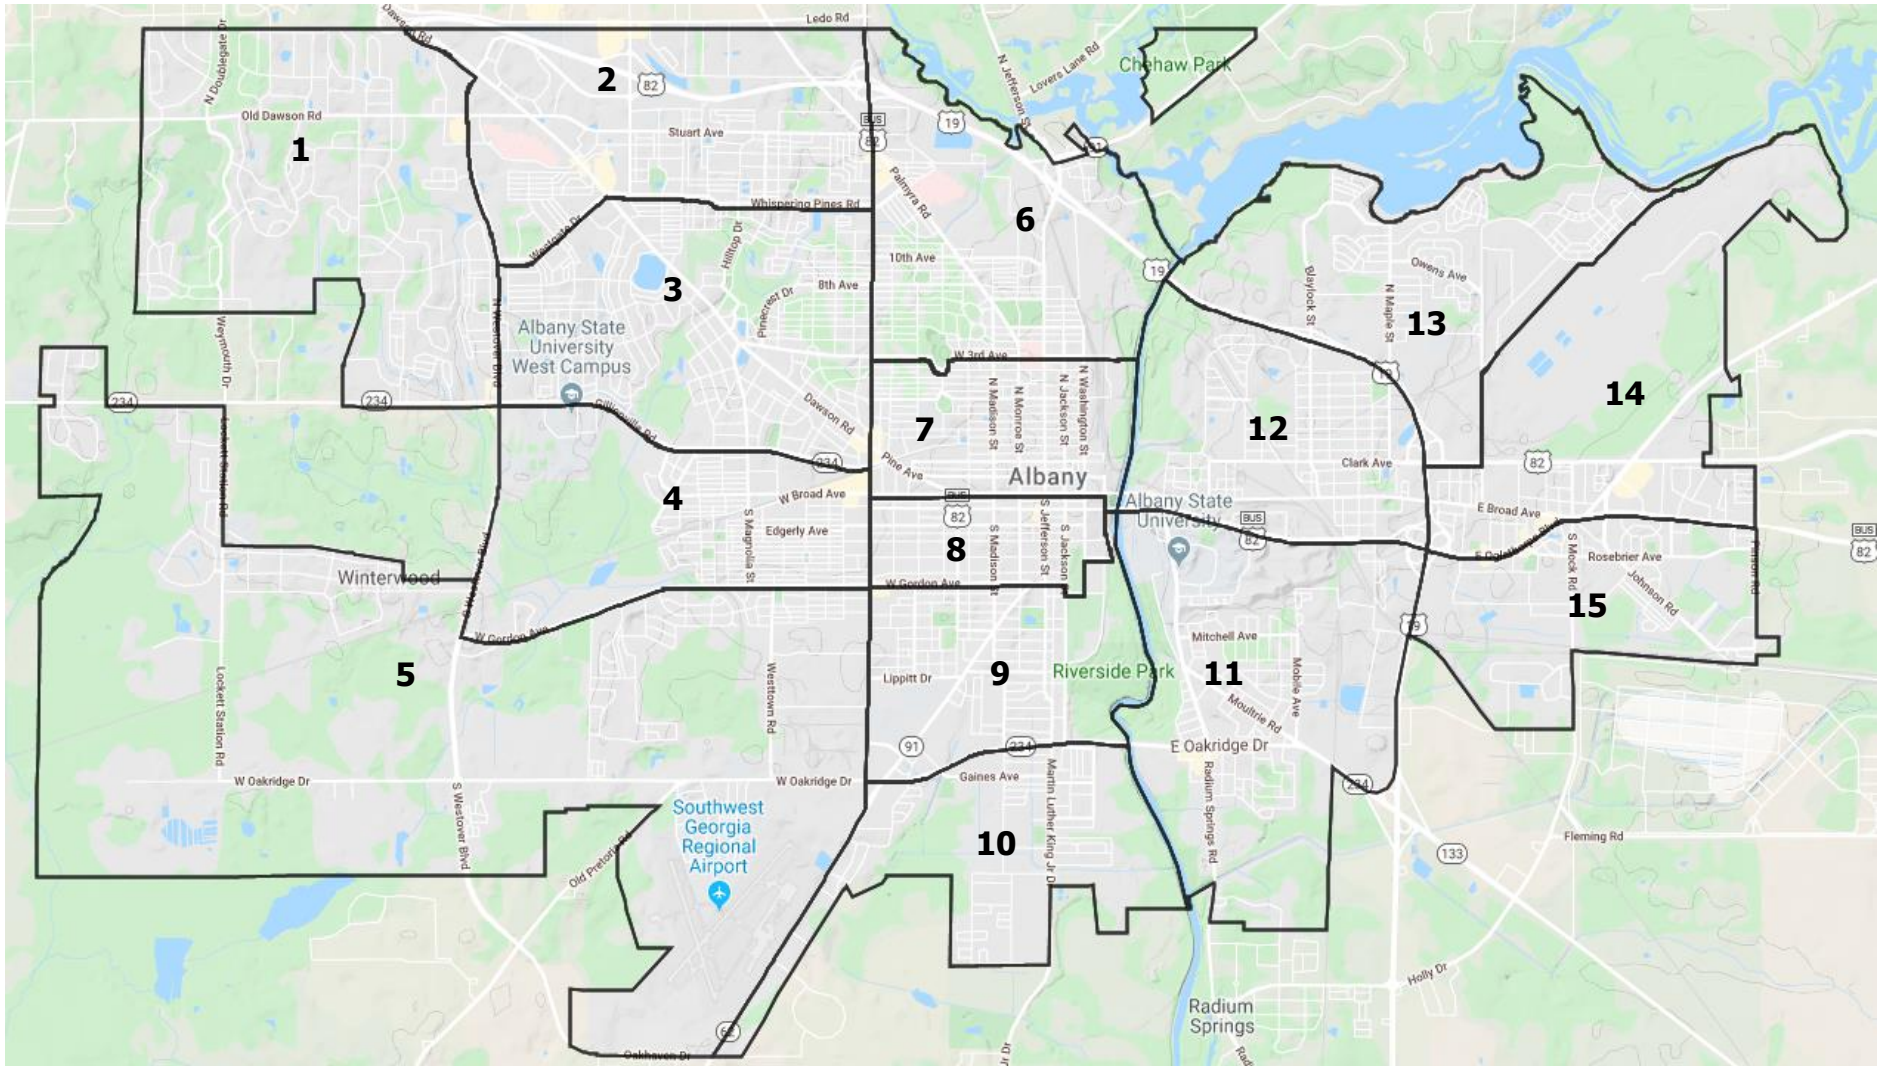 Ledo Rd
Dawson Rd
N Doublegate Dr
2
82
N Jefferson St
Lovers Lane Rd
Chehaw Park
Old Dawson Rd
1
Stuart Ave
BUS
82
19
91
Palmyra Rd
Whispering Pines Rd
Westgate Dr
Hilltop Dr
6
10th Ave
8th Ave
3
Pinecrest Dr
19
Blaylock St
Owens Ave
N Maple St
13
Weymouth Dr
N Westover Blvd
Albany State
University
West Campus
W 3rd Ave
19
234
234
Gillionville Rd
Dawson Rd
234
7
N Madison St
N Monroe St
N Jackson St
N Washington St
12
14
Pine Ave
Albany
Clark Ave
82
Lockett Station Rd
4
W Broad Ave
Edgerly Ave
S Magnolia St
BUS
82
8
S Madison St
S Jefferson St
S Jackson
Albany State
University
BUS
82
E Broad Ave
E Oglethorpe Blvd
S Mock Rd
Rosebrier Ave
Johnson Rd
15
BUS
82
Winterwood
S Westover Blvd
W Gordon Ave
W Gordon Ave
19
Mitchell Ave
5
Lockett Station Rd
Westtown Rd
Lippitt Dr
9
Riverside Park
11
Mobile Ave
Moultrie Rd
91
234
E Oakridge Dr
W Oakridge Dr
W Oakridge Dr
Gaines Ave
234
S Westover Blvd
Southwest
Georgia
Regional
Airport
Old Pretoria Rd
10
Martin Luther King Jr D
Radium Springs Rd
133
Fleming Rd
Holly Dr
Radium
Springs
62
Oakhaven Dr
Jr Dr